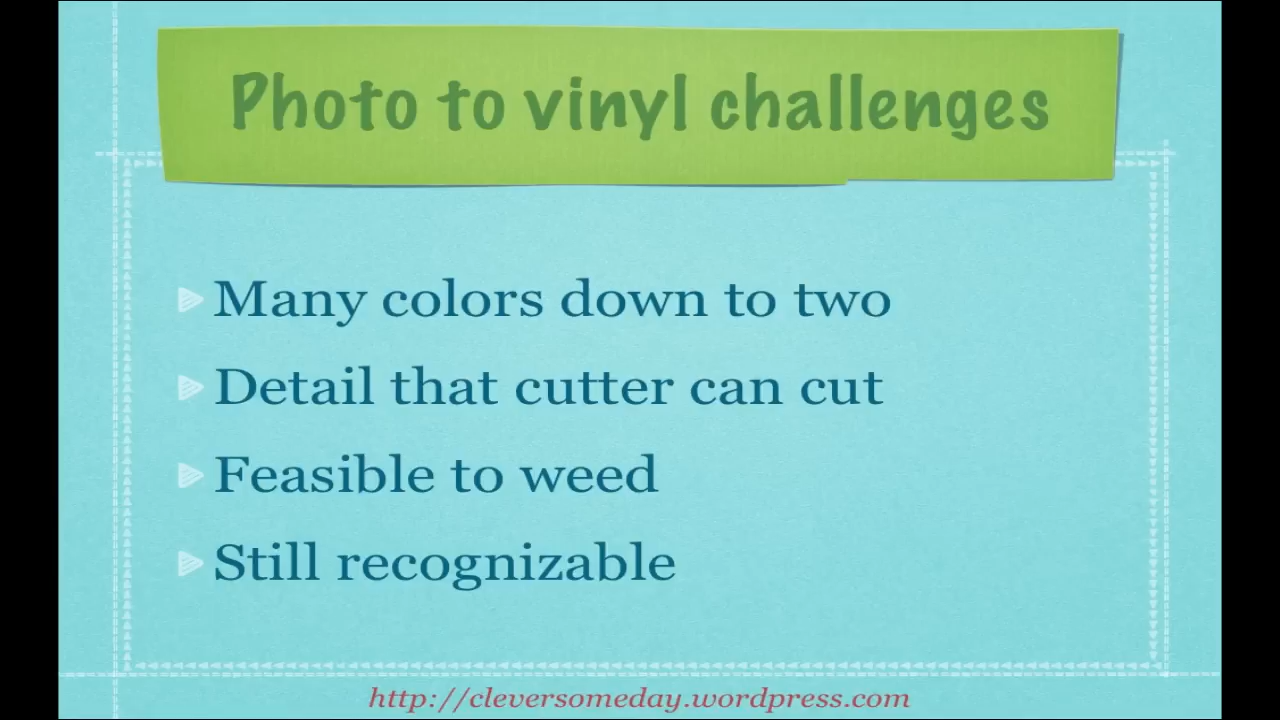 Photo to vinyl challenges
Many colors down to two
Detail that cutter can cut
Feasible to weed
Still recognizable
http://cleversomeday.wordpress.com